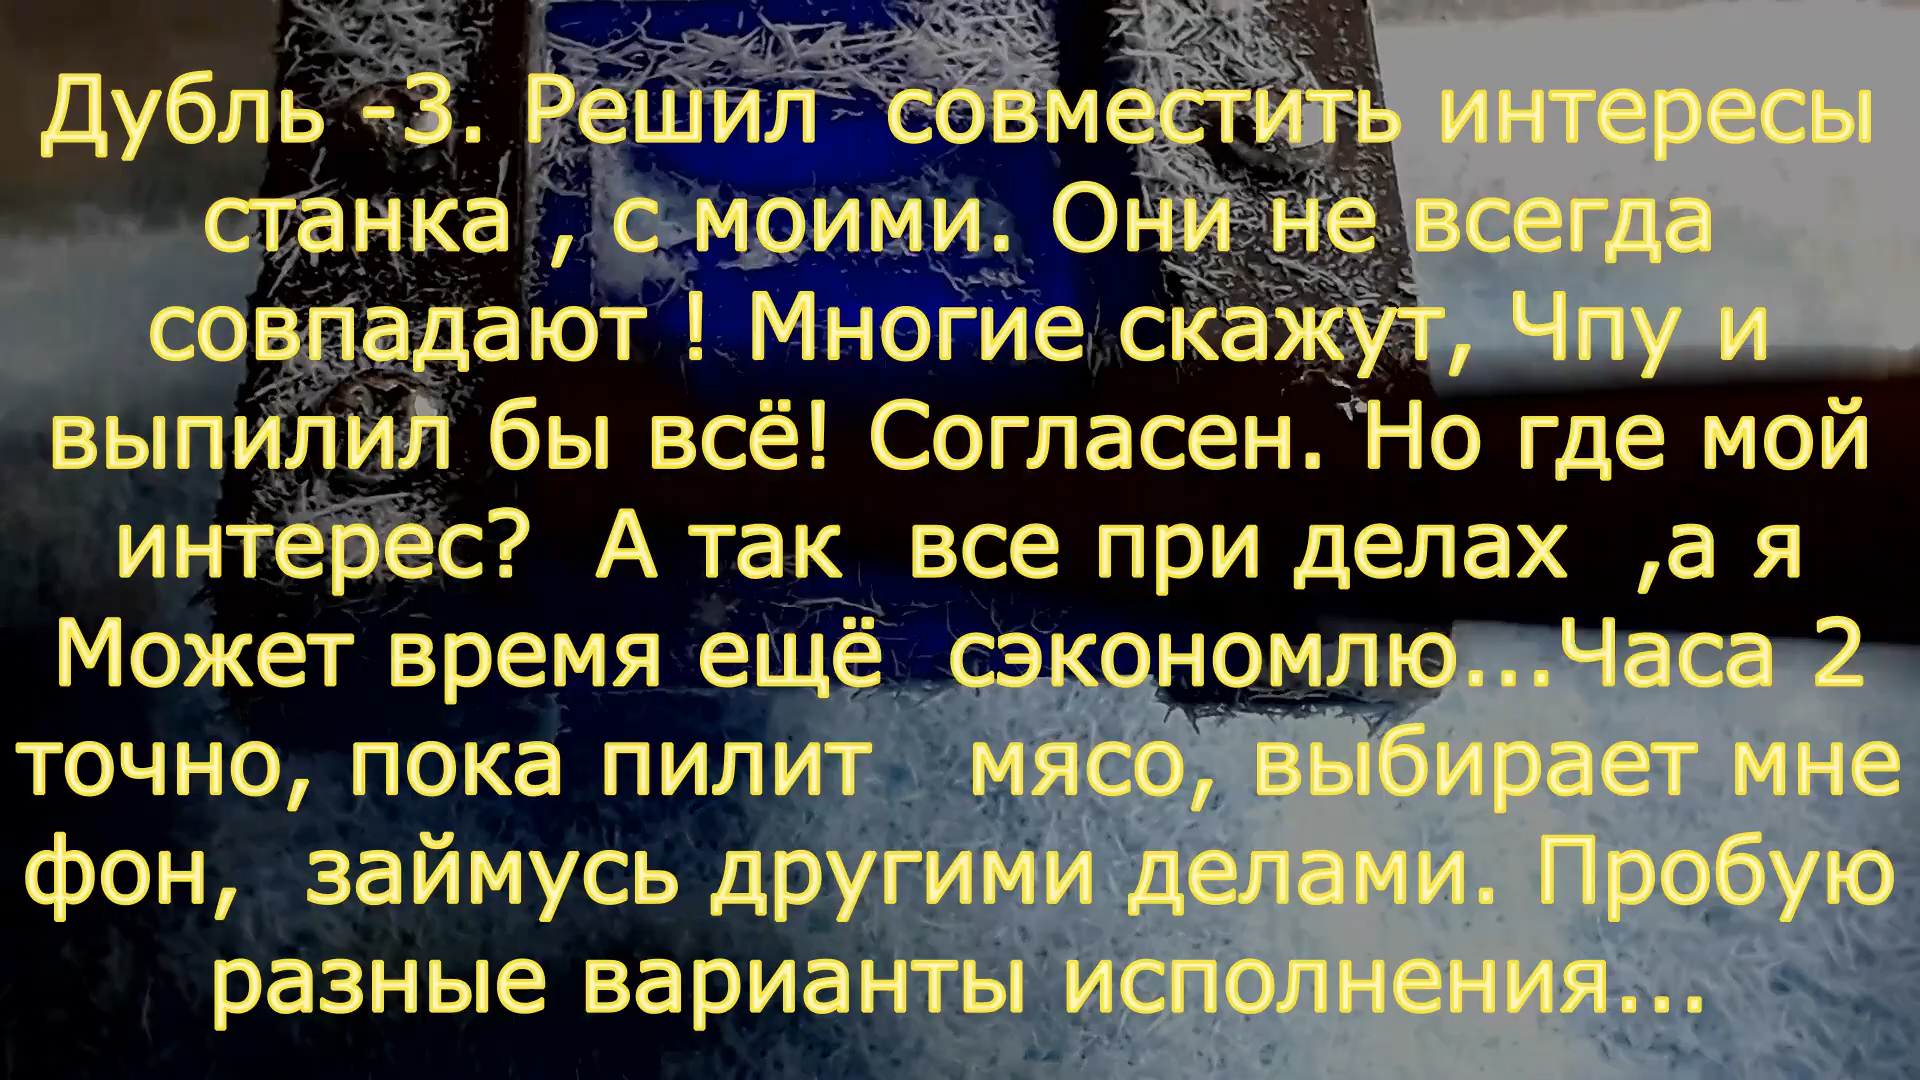 Дубль -3. Решил совместить интересы
станка , с моими. Они не всегда
совпадают ! Многие скажут, Чпу и
выпилил бы всё! Согласен. Но где мой
интерес? А так все при делах ,а я
Может время ещё сэкономлю...Часа 2
точно, пока пилит мясо, выбирает мне
фон, займусь другими делами. Пробую
разные варианты исполнения...